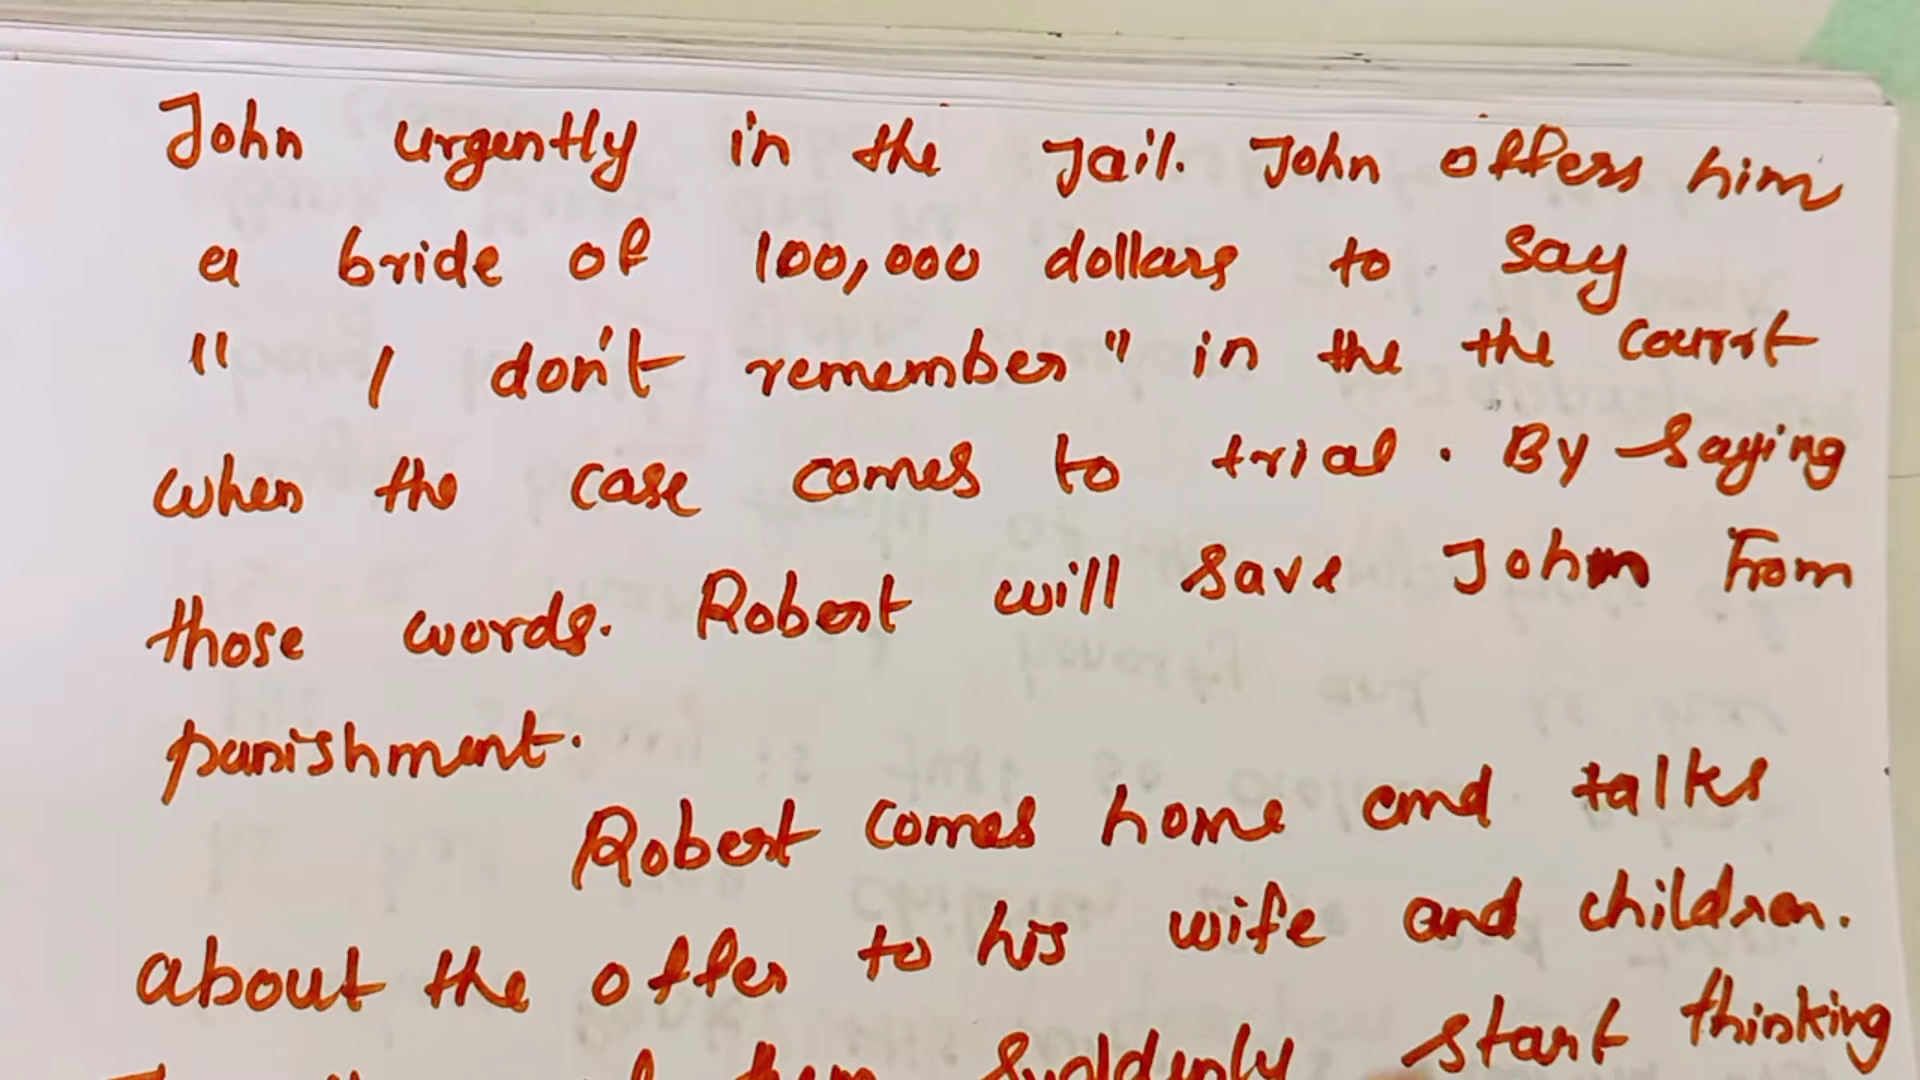 John urgently in the Jail. John offers him
a bride of 100,000 dollars to say
" I don't remember" in the the court
when the case comes to trial. By saying
those words. Robert will save John from
punishment.
Robert comes home and talks
about the offer to his wife and children.
suddenly start thinking